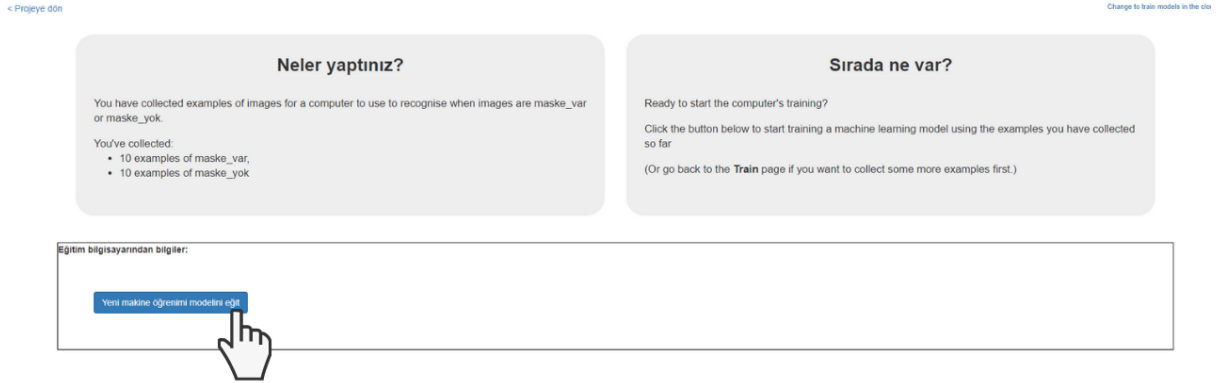 < Projeye dön
Change to train models in the clou
Neler yaptınız?
You have collected examples of images for a computer to use to recognise when images are maske_var
or maske_yok.
You've collected:
• 10 examples of maske_var,
• 10 examples of maske_yok
Sırada ne var?
Ready to start the computer's training?
Click the button below to start training a machine learning model using the examples you have collected
so far
(Or go back to the Train page if you want to collect some more examples first.)
Eğitim bilgisayarından bilgiler:
Yeni makine öğrenimi modelini eğit